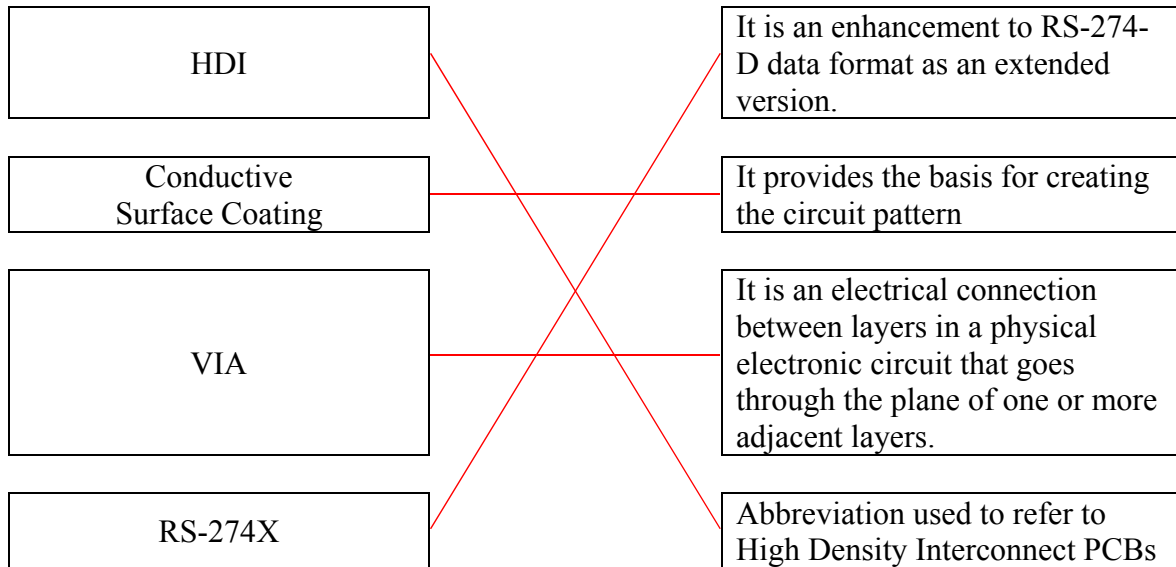 HDI
It is an enhancement to RS-274-
D data format as an extended
version.
Conductive
Surface Coating
It provides the basis for creating
the circuit pattern
VIA
It is an electrical connection
between layers in a physical
electronic circuit that goes
through the plane of one or more
adjacent layers.
RS-274X
Abbreviation used to refer to
High Density Interconnect PCBs